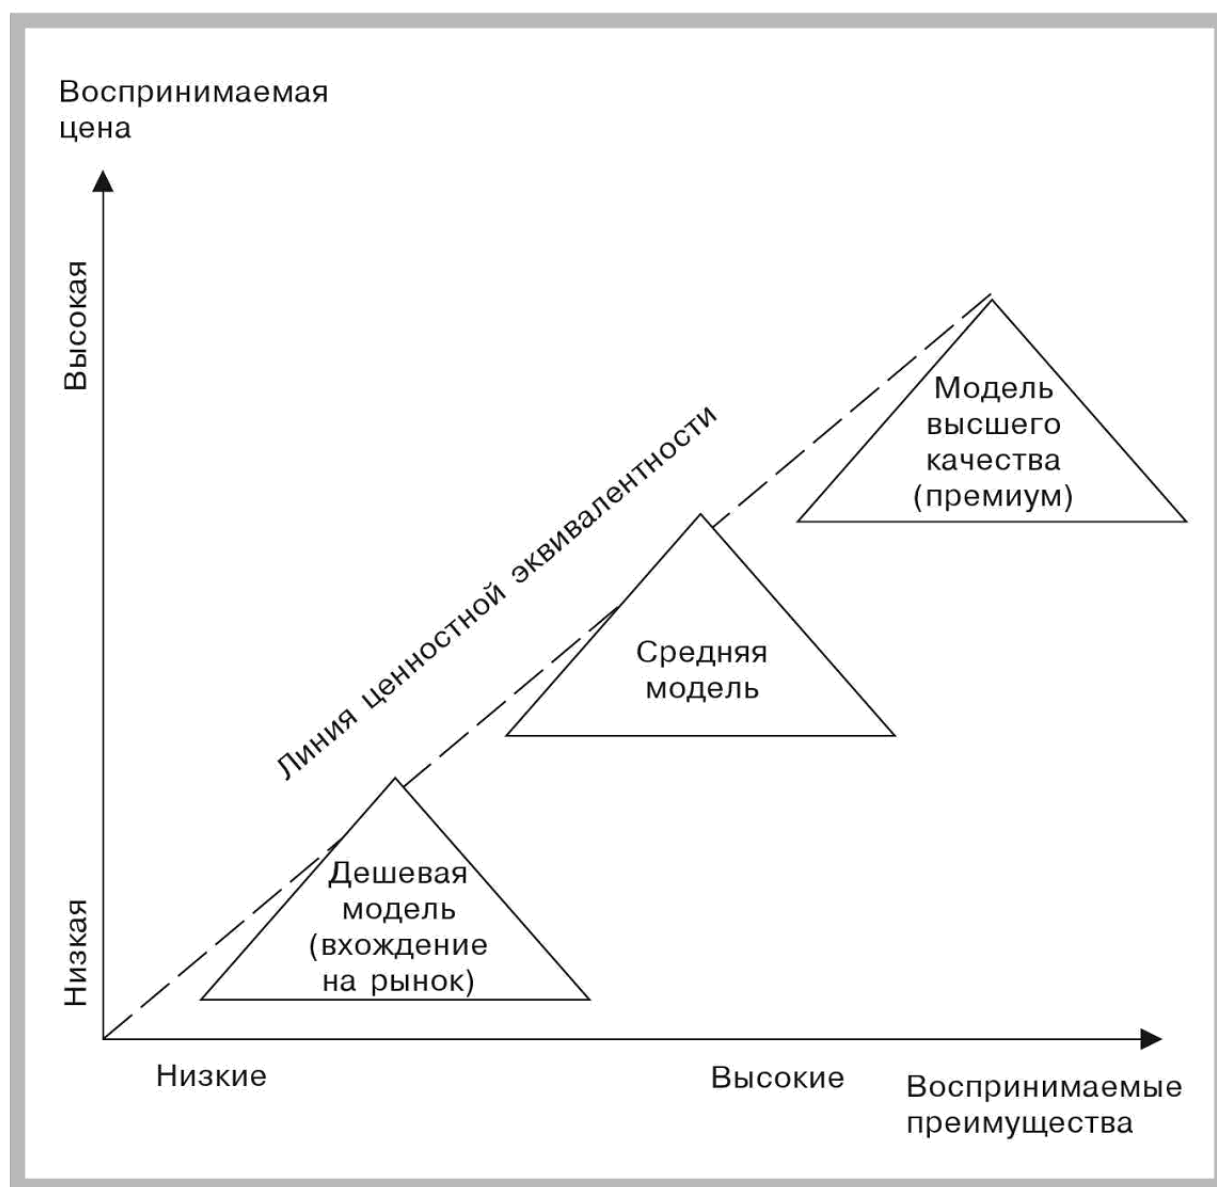 Воспринимаемая
цена
Высокая
Модель
высшего
качества
(премиум)
Линия ценностной эквивалентности
Средняя
модель
Дешевая
модель
(вхождение
на рынок)
Низкая
Низкие
Высокие
Воспринимаемые
преимущества